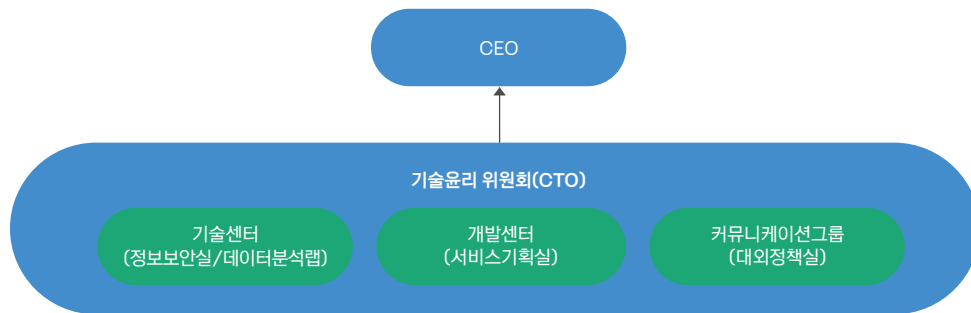 CEO
기술윤리 위원회(CTO)
기술센터
(정보보안실/데이터분석랩)
개발센터
(서비스기획실)
커뮤니케이션그룹
(대외정책실)